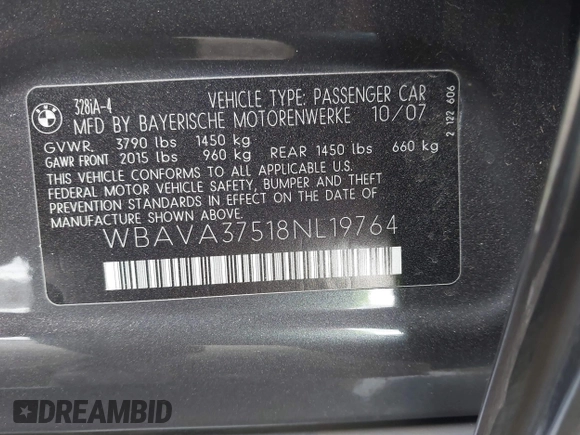 BMW
328iA-4 VEHICLE TYPE: PASSENGER CAR
MFD BY BAYERISCHE MOTORENWERKE 10/07
GVWR. 3790 lbs 1450 kg
GAWR FRONT 2015 lbs 960 kg REAR 1450 lbs 660 kg
THIS VEHICLE CONFORMS TO ALL APPLICABLE U.S.
FEDERAL MOTOR VEHICLE SAFETY, BUMPER AND THEFT
PREVENTION STANDARDS IN EFFECT ON THE DATE OF
MANUFACTURE SHOWN ABOVE.
WBAVA37518NL19764
2 122 606
DREAMBID